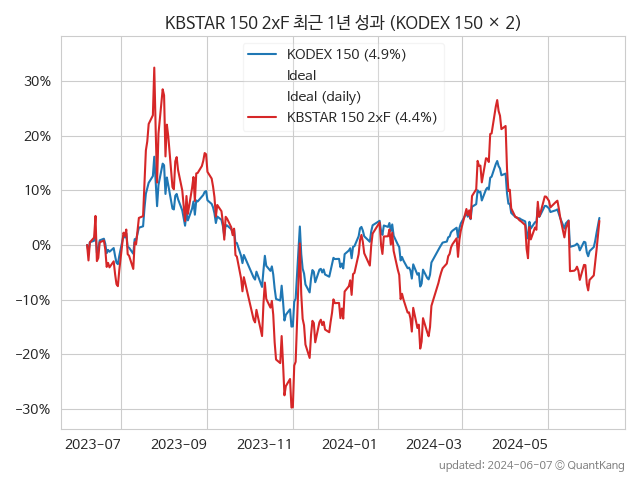 KBSTAR 150 2xF 최근 1년 성과 (KODEX 150 × 2)
KODEX 150 (4.9%)
Ideal
Ideal (daily)
KBSTAR 150 2xF (4.4%)
30%
20%
10%
0%
−10%
−20%
−30%
2023-07 2023-09 2023-11 2024-01 2024-03 2024-05
updated: 2024-06-07 © QuantKang